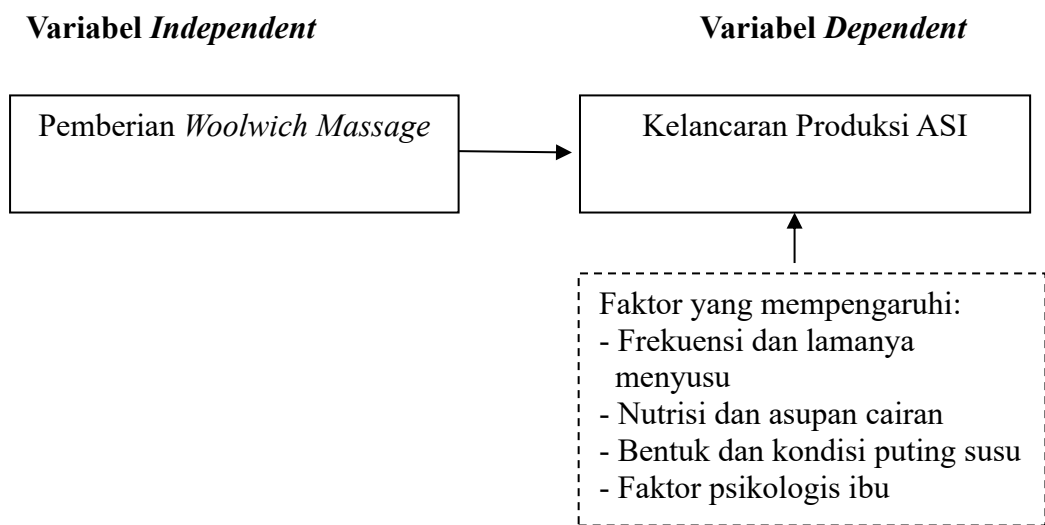 Variabel Independent
Variabel Dependent
Pemberian Woolwich Massage
Kelancaran Produksi ASI
Faktor yang mempengaruhi:
- Frekuensi dan lamanya
menyusu
- Nutrisi dan asupan cairan
- Bentuk dan kondisi puting susu
- Faktor psikologis ibu